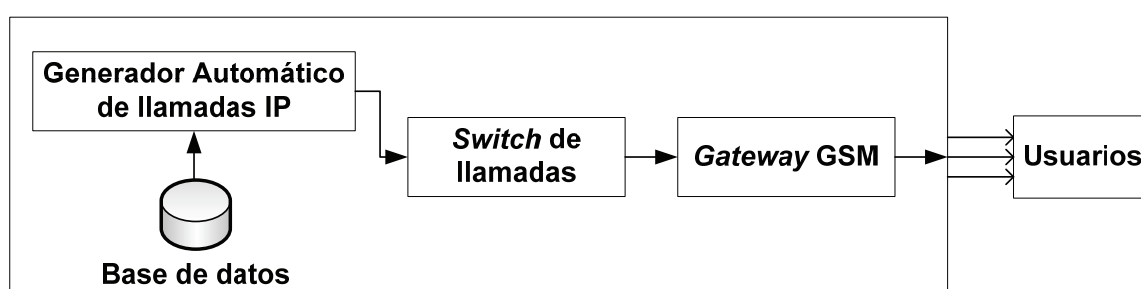 Generador Automático
de llamadas IP
Switch de
llamadas
Gateway GSM
Usuarios
Base de datos